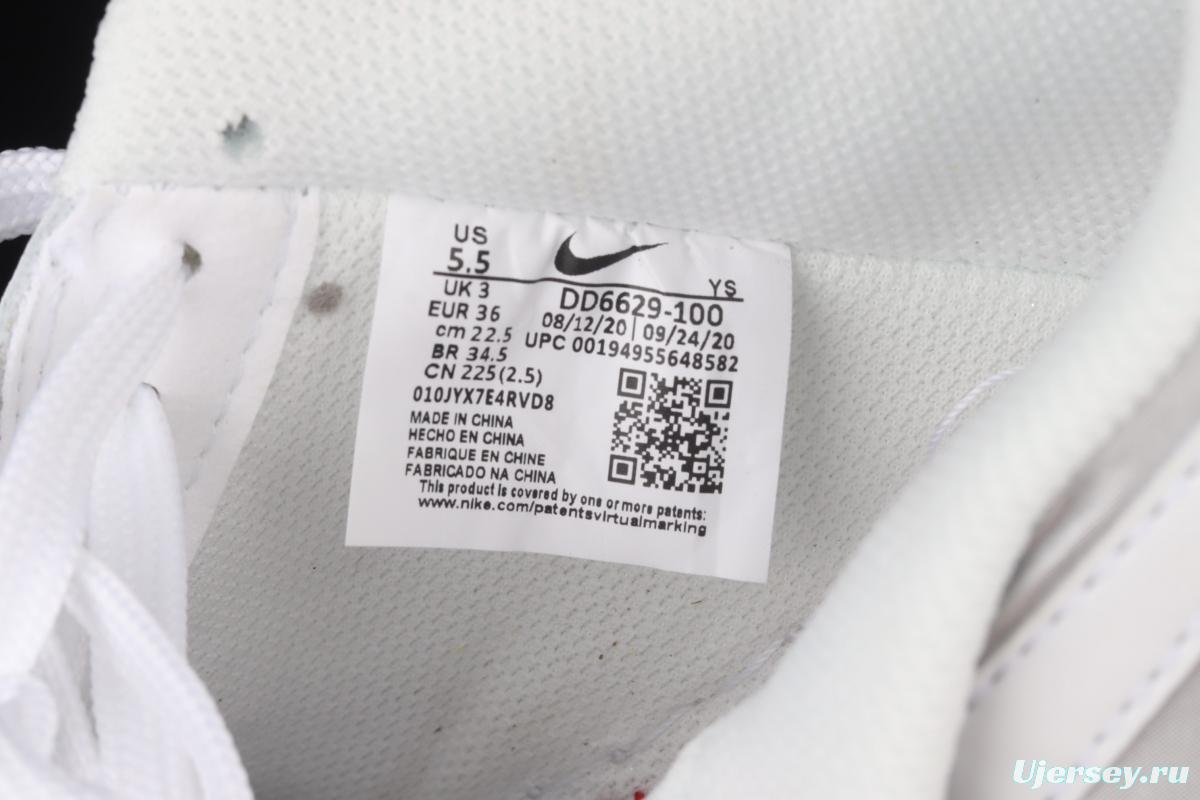 US
5.5
YS
UK 3
DD6629-100
EUR 36
08/12/20 | 09/24/20
cm 22.5
UPC 00194955648582
BR 34.5
CN 225(2.5)
010JYX7E4RVD8
MADE IN CHINA
HECHO EN CHINA
FABRIQUE EN CHINE
FABRICADO NA CHINA
This product is covered by one or more patents:
www.nike.com/patentsvirtualmarking
Ujersey.ru